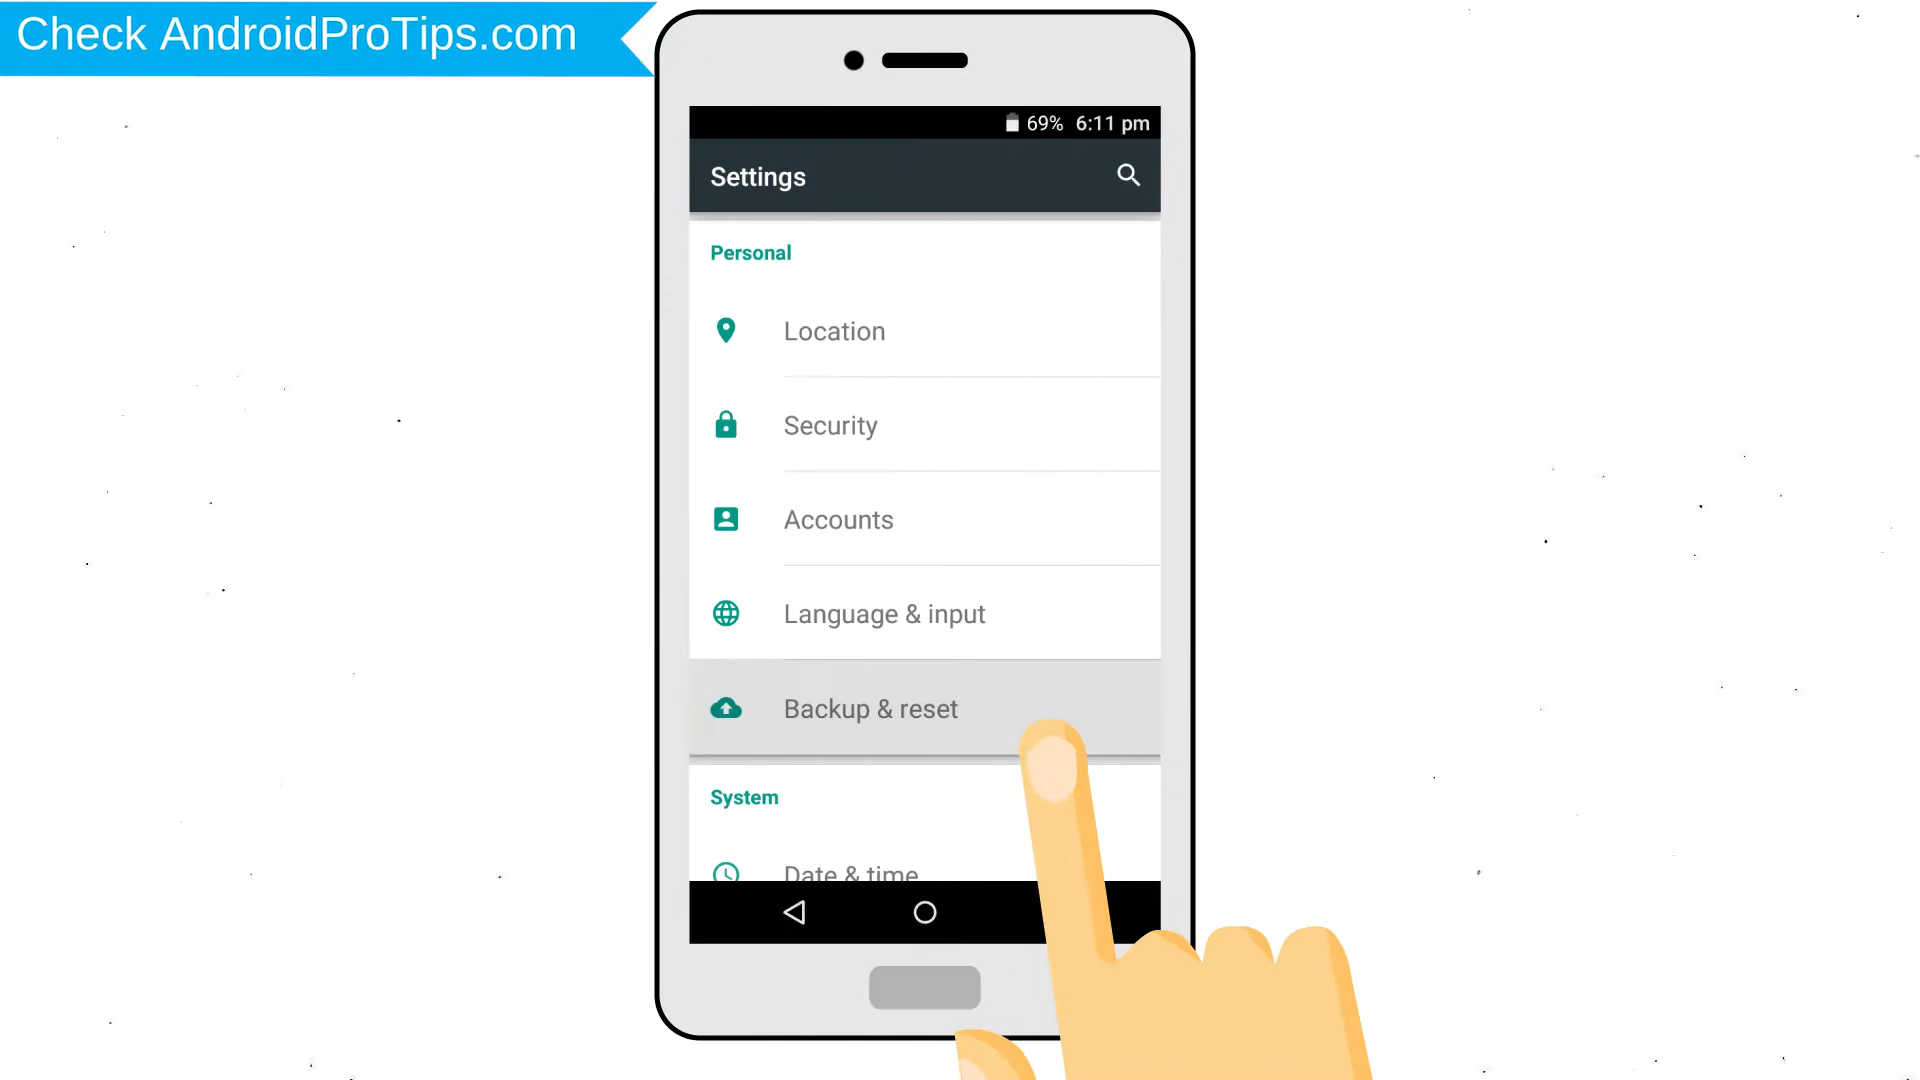 Check AndroidProTips.com
69% 6:11 pm
Settings
Personal
Location
Security
Accounts
Language & input
Backup & reset
System
Date & time